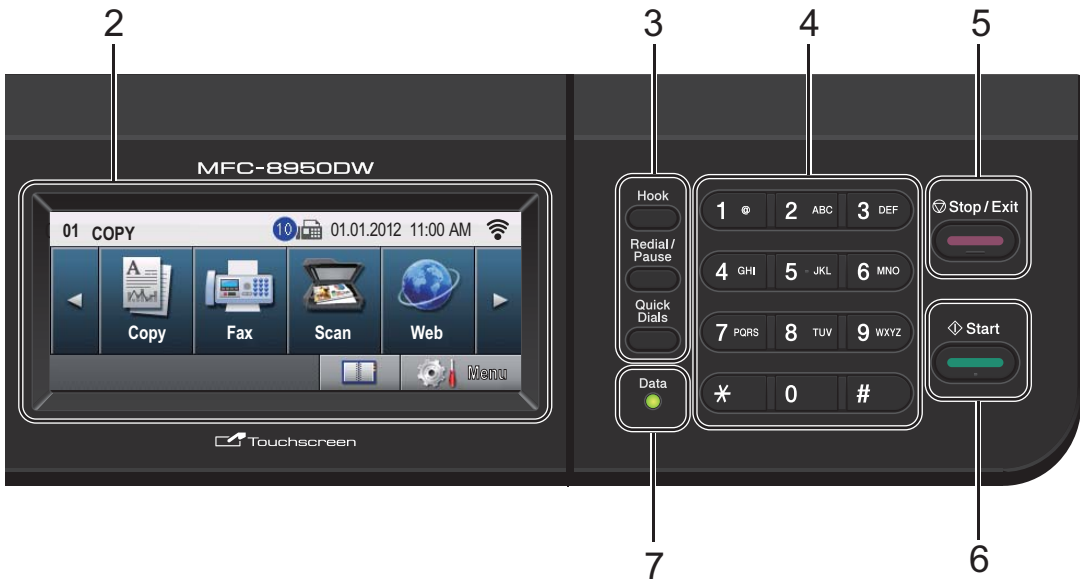 2
3
4
5
MFC-8950DW
01 COPY 10 01.01.2012 11:00 AM
Copy Fax Scan Web
Menu
Touchscreen
Hook
Redial /
Pause
Quick
Dials
Data
1 @ 2 ABC 3 DEF
4 GHI 5 JKL 6 MNO
7 PQRS 8 TUV 9 WXYZ
* 0 #
Stop / Exit
Start
7
6